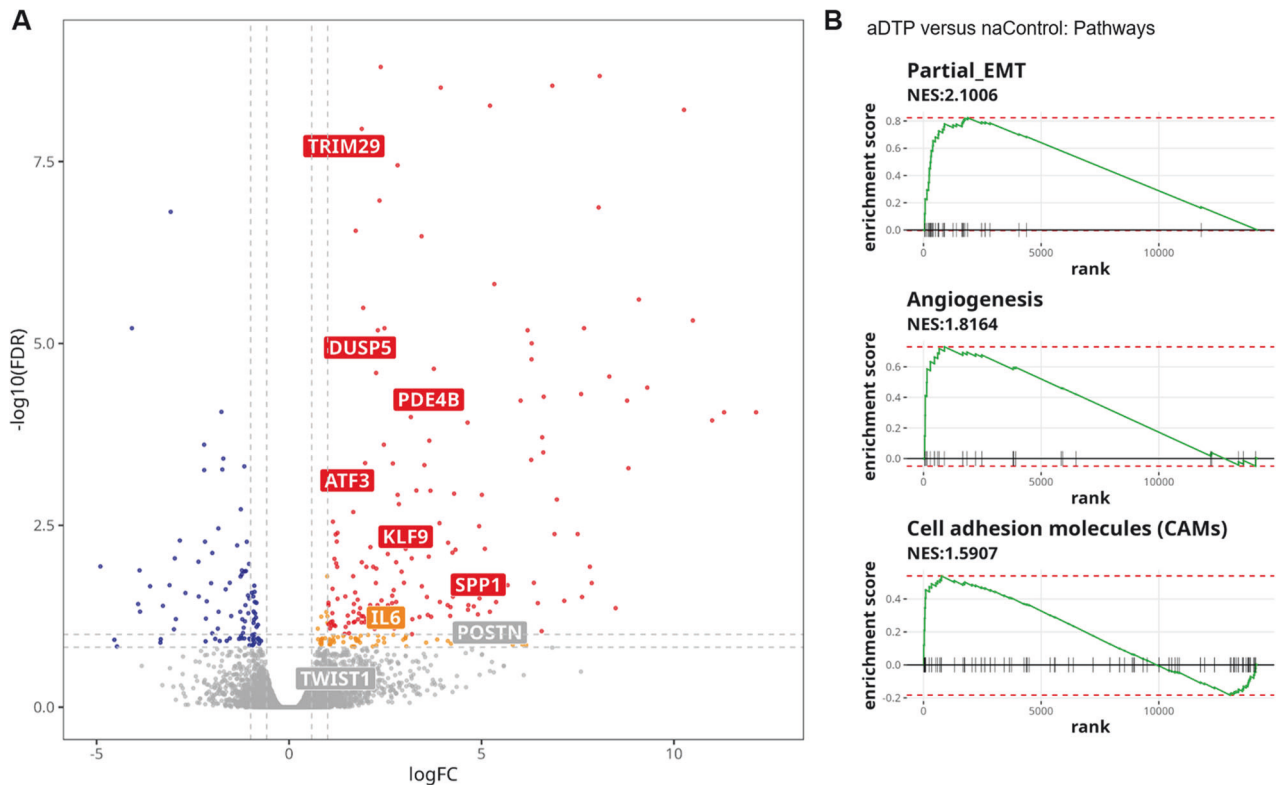 A
7.5
5.0
2.5
0.0
-log10(FDR)
-5
0
5
10
logFC
TRIM29
DUSP5
PDE4B
ATF3
KLF9
SPP1
IL6
POSTN
TWIST1
B
aDTP versus naControl: Pathways
Partial_EMT
NES:2.1006
enrichment score
0.8
0.6
0.4
0.2
0.0
0
5000
10000
rank
Angiogenesis
NES:1.8164
enrichment score
0.6
0.4
0.2
0.0
0
5000
10000
rank
Cell adhesion molecules (CAMs)
NES:1.5907
enrichment score
0.4
0.2
0.0
-0.2
0
5000
10000
rank